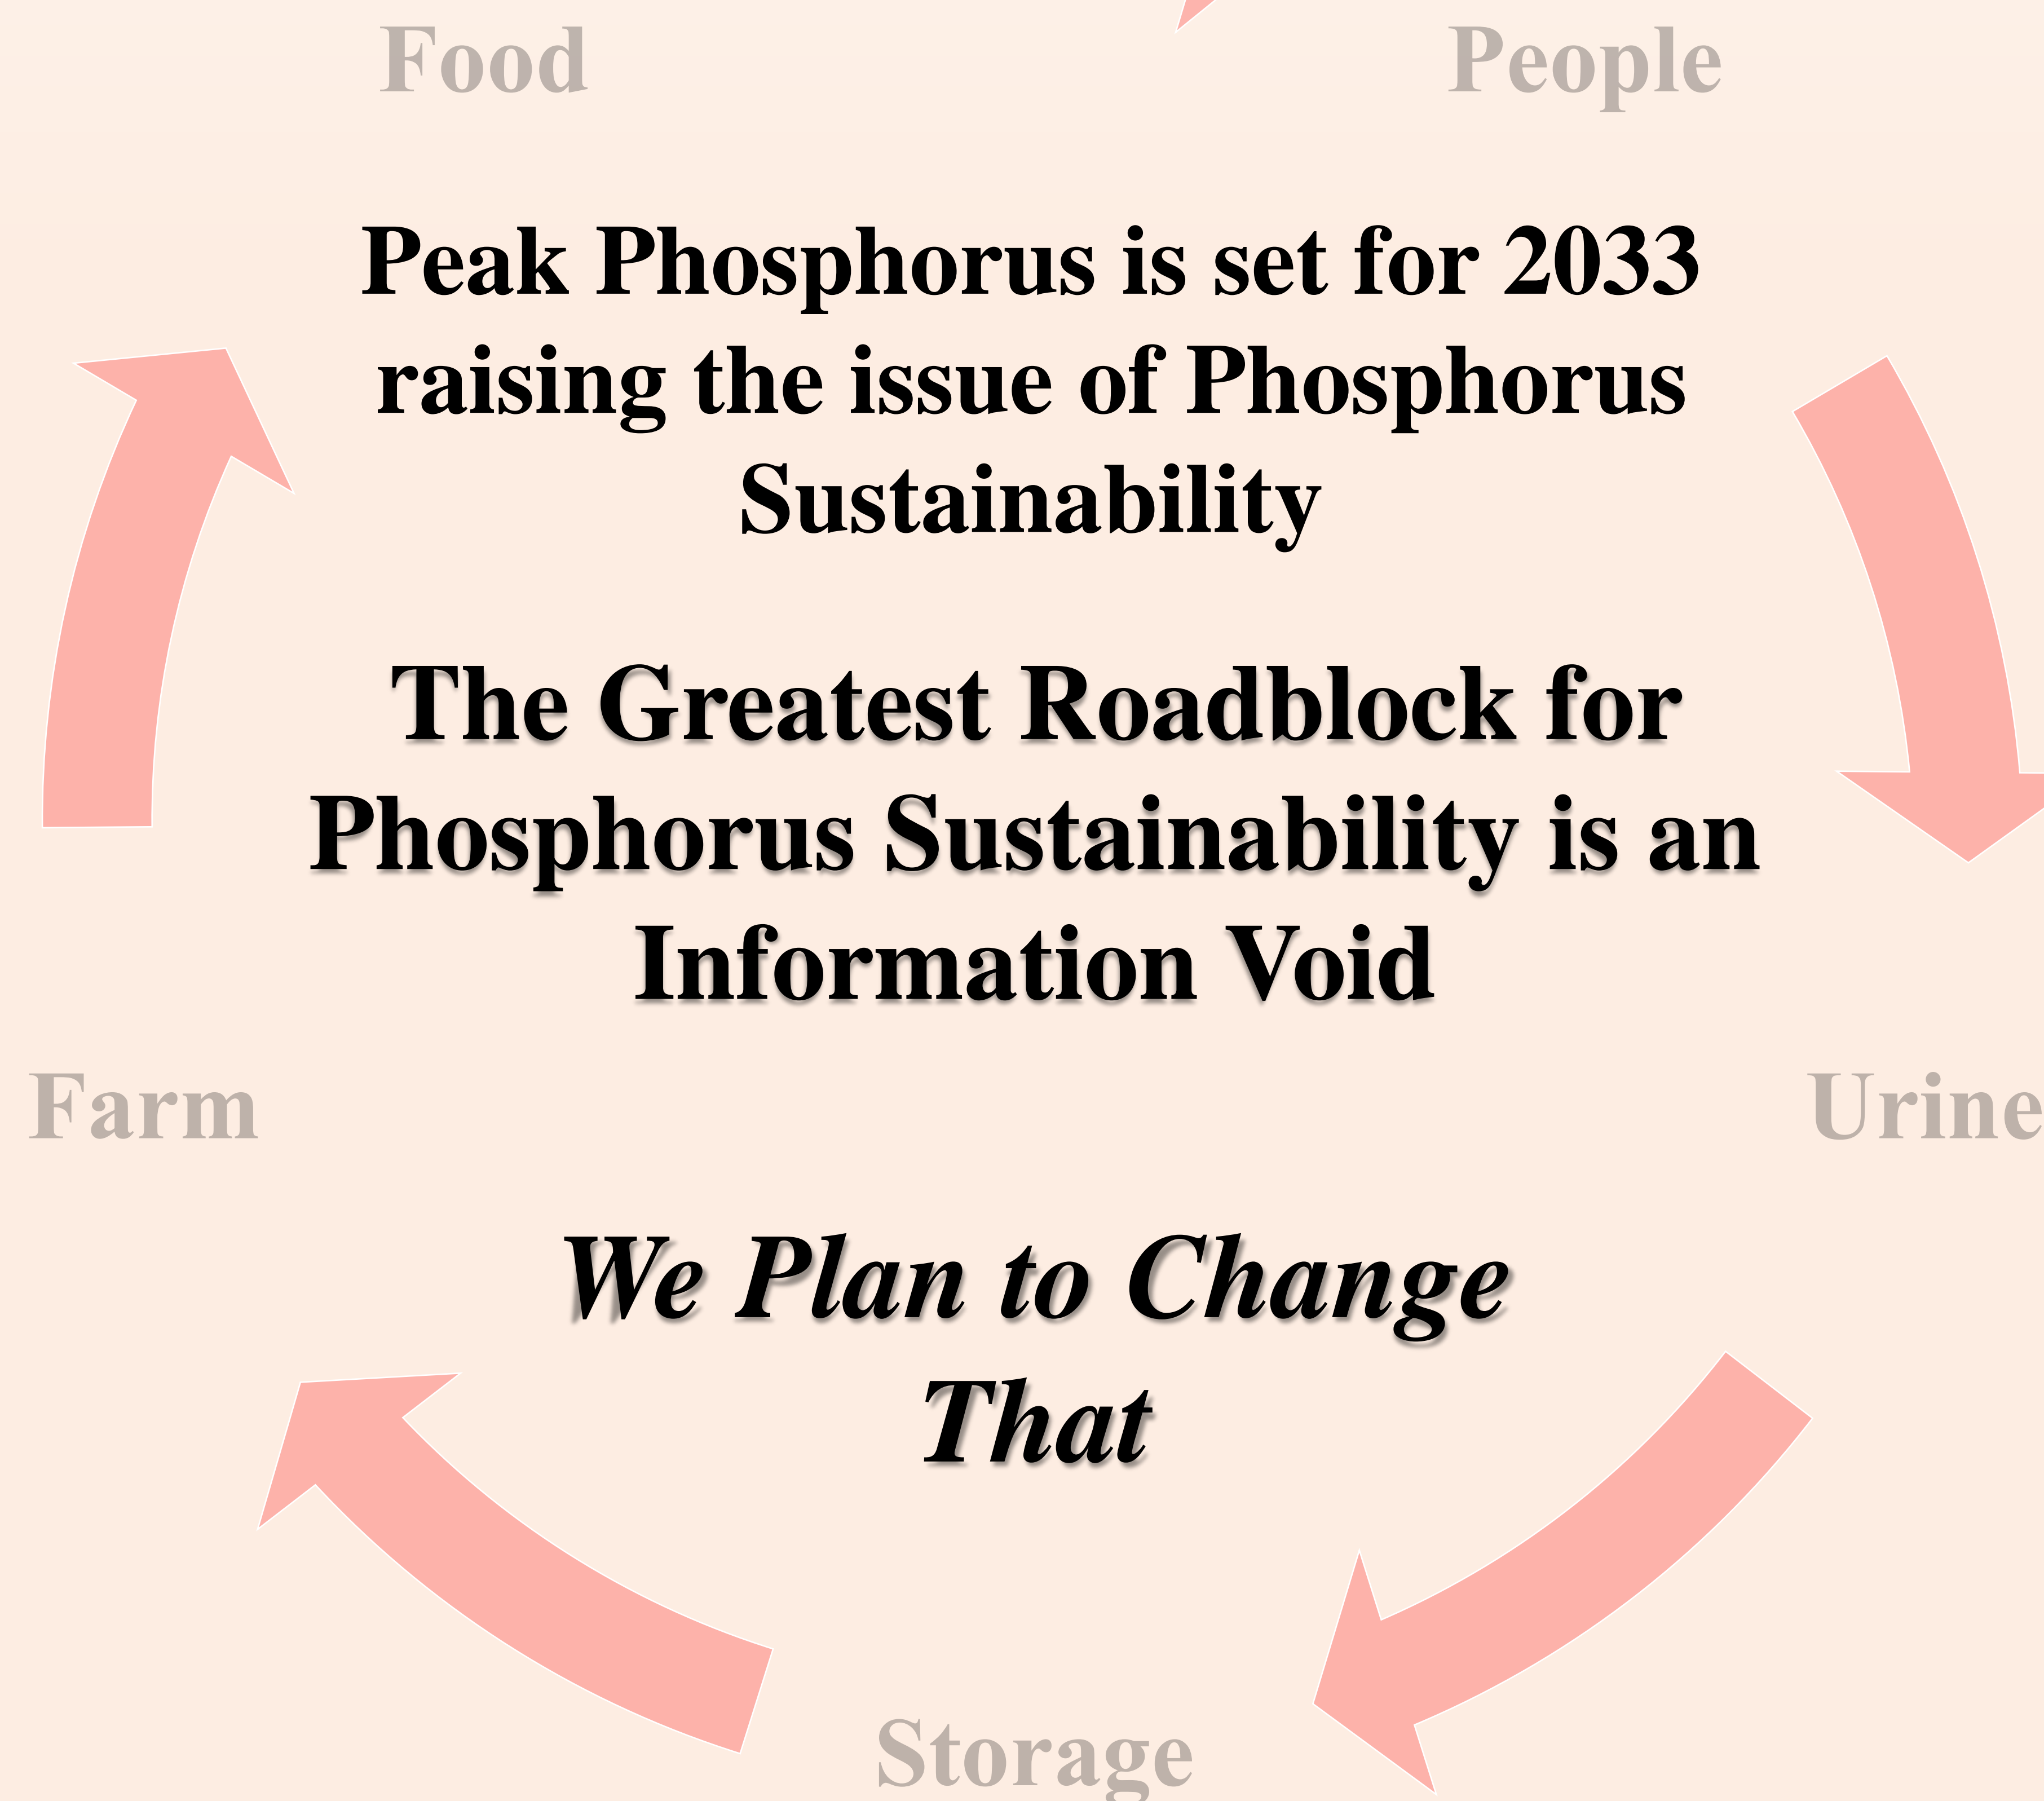 Food
People
Peak Phosphorus is set for 2033
raising the issue of Phosphorus
Sustainability
The Greatest Roadblock for
Phosphorus Sustainability is an
Information Void
Farm
Urine
We Plan to Change
That
Storage